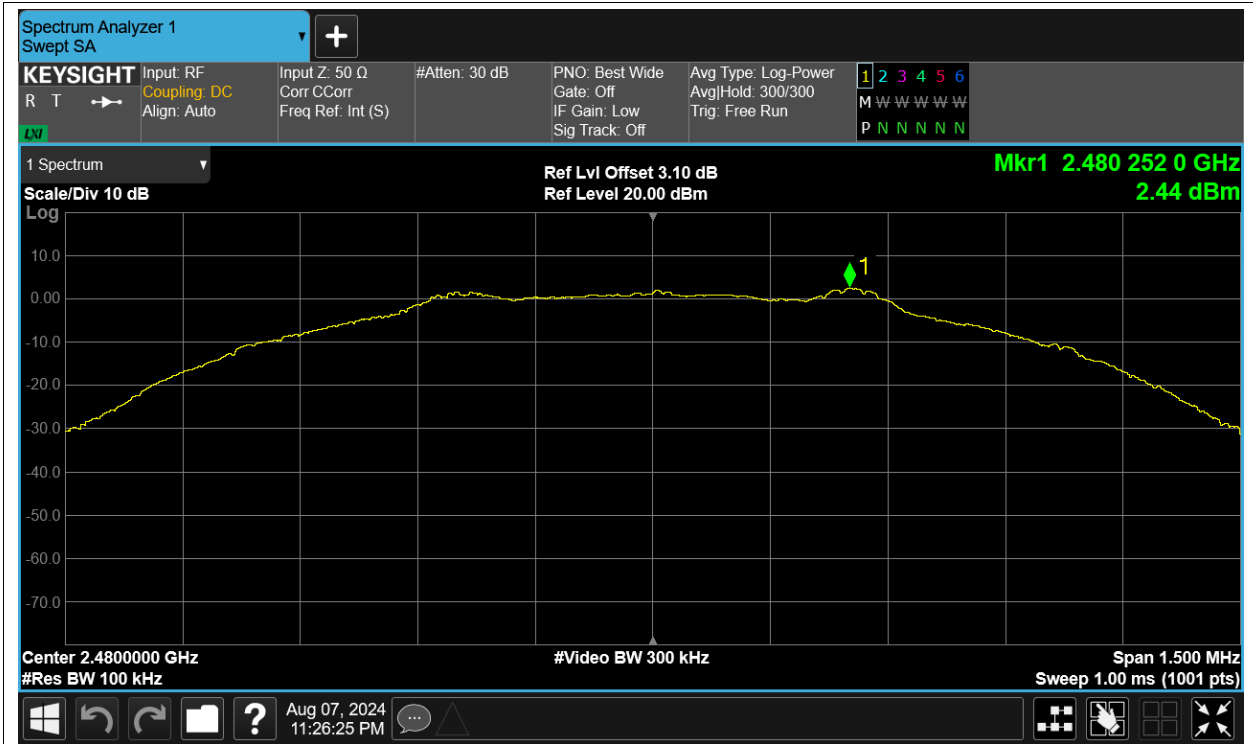 Spectrum Analyzer 1
Swept SA
+
KEYSIGHT
R T
LXI
Input: RF
Coupling: DC
Align: Auto
Input Z: 50 Ω
Corr CCorr
Freq Ref: Int (S)
#Atten: 30 dB
PNO: Best Wide
Gate: Off
IF Gain: Low
Sig Track: Off
Avg Type: Log-Power
Avg|Hold: 300/300
Trig: Free Run
1 2 3 4 5 6
M W W W W W
P N N N N N
1 Spectrum
Scale/Div 10 dB
Log
Ref Lvl Offset 3.10 dB
Ref Level 20.00 dBm
Mkr1 2.480 252 0 GHz
2.44 dBm
1
10.0
0.00
-10.0
-20.0
-30.0
-40.0
-50.0
-60.0
-70.0
Center 2.4800000 GHz
#Res BW 100 kHz
#Video BW 300 kHz
Span 1.500 MHz
Sweep 1.00 ms (1001 pts)
?
Aug 07, 2024
11:26:25 PM